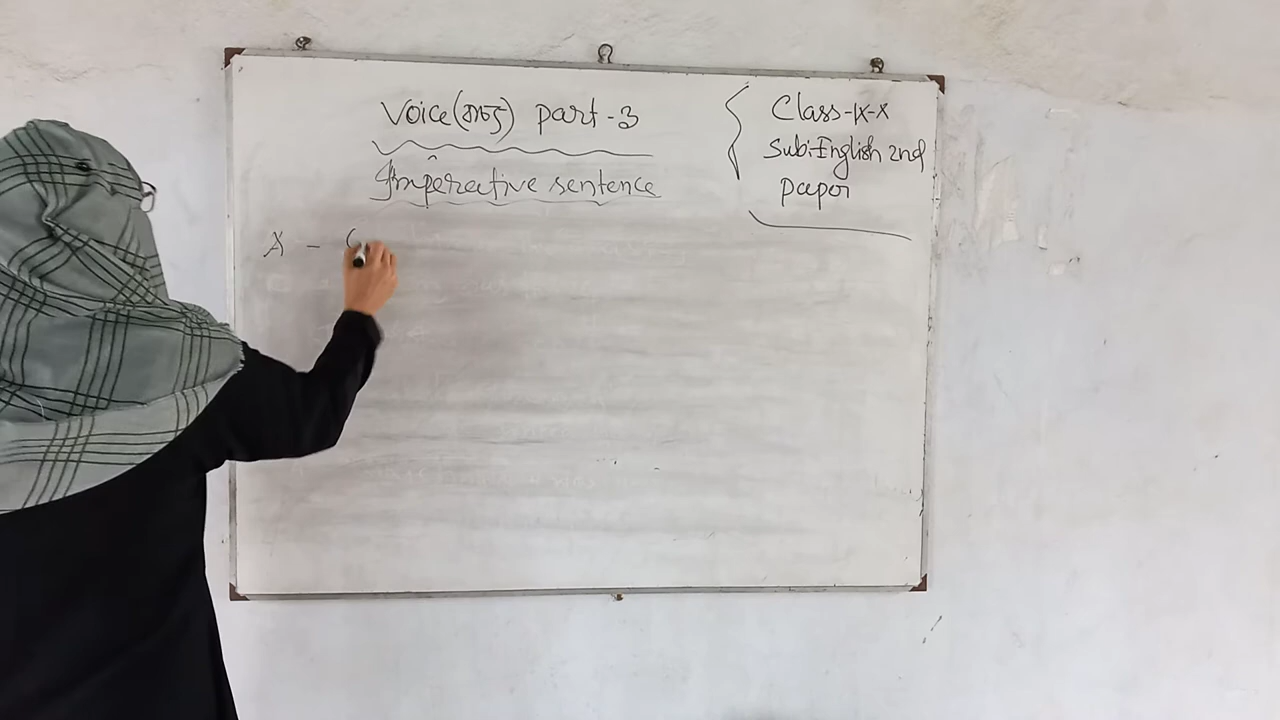 Voice(বাচ্য) part-3
Imperative sentence
Class-IX-X
Sub:English 2nd
paper
A -